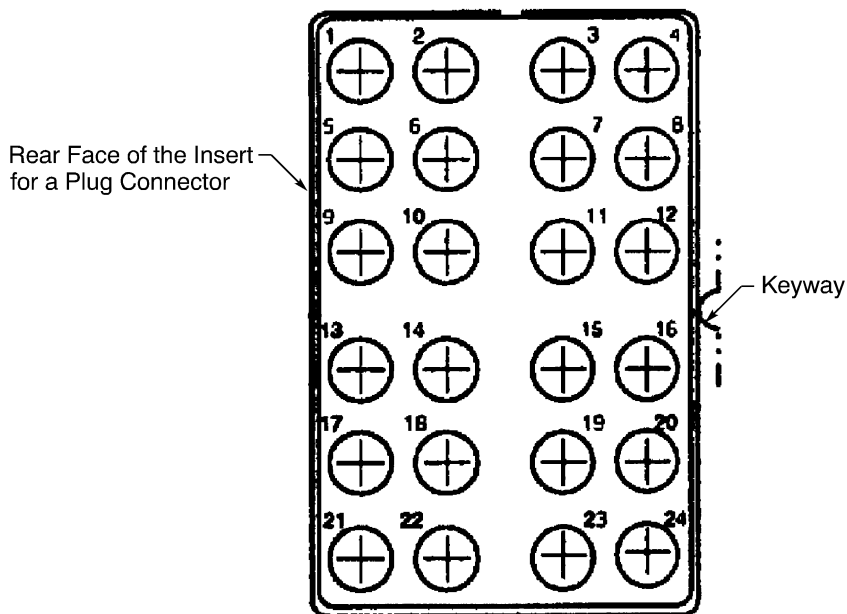 1 2 3 4
5 6 7 8
Rear Face of the Insert
for a Plug Connector
9 10 11 12
Keyway
13 14 15 16
17 18 19 20
21 22 23 24